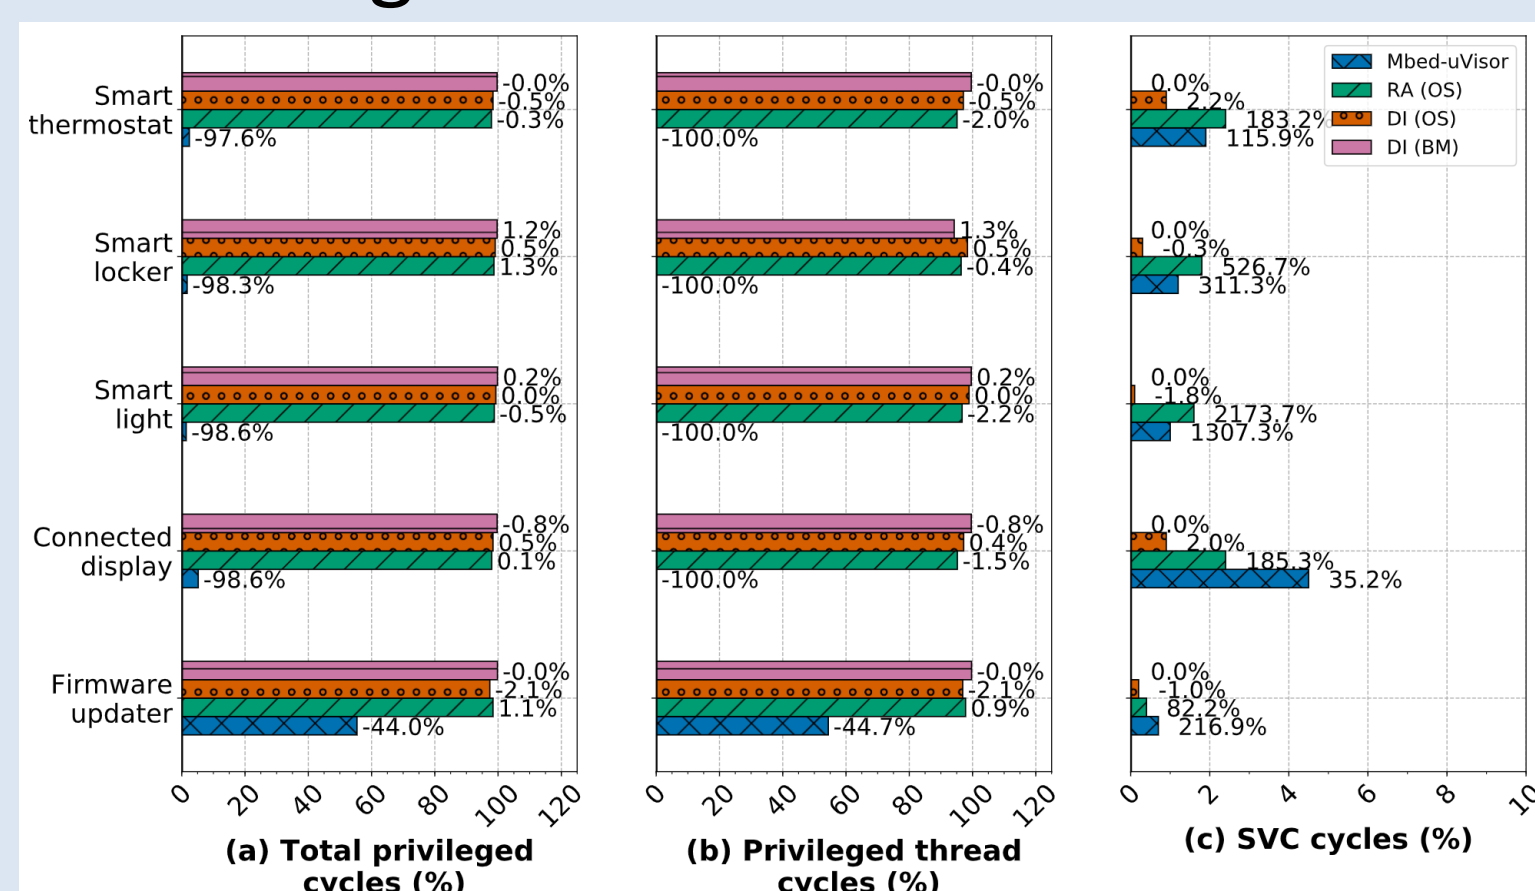 Smart
thermostat
Smart
locker
Smart
light
Connected
display
Firmware
updater
-0.0%
-0.5%
-0.3%
-97.6%
1.2%
0.5%
1.3%
-98.3%
0.2%
0.0%
-0.5%
-98.6%
-0.8%
0.5%
0.1%
-98.6%
-0.0%
-2.1%
1.1%
-44.0%
0 20 40 60 80 100 120
(a) Total privileged
cycles (%)
-0.0%
-0.5%
-2.0%
-100.0%
1.3%
0.5%
-0.4%
-100.0%
0.2%
0.0%
-2.2%
-100.0%
-0.8%
0.4%
-1.5%
-100.0%
-0.0%
-2.1%
0.9%
-44.7%
0 20 40 60 80 100 120
(b) Privileged thread
cycles (%)
Mbed-uVisor
RA (OS)
DI (OS)
DI (BM)
0.0%
2.2%
183.2%
115.9%
0.0%
-0.3%
526.7%
311.3%
0.0%
-1.8%
2173.7%
1307.3%
0.0%
2.0%
185.3%
35.2%
0.0%
-1.0%
82.2%
216.9%
0 2 4 6 8 10
(c) SVC cycles (%)